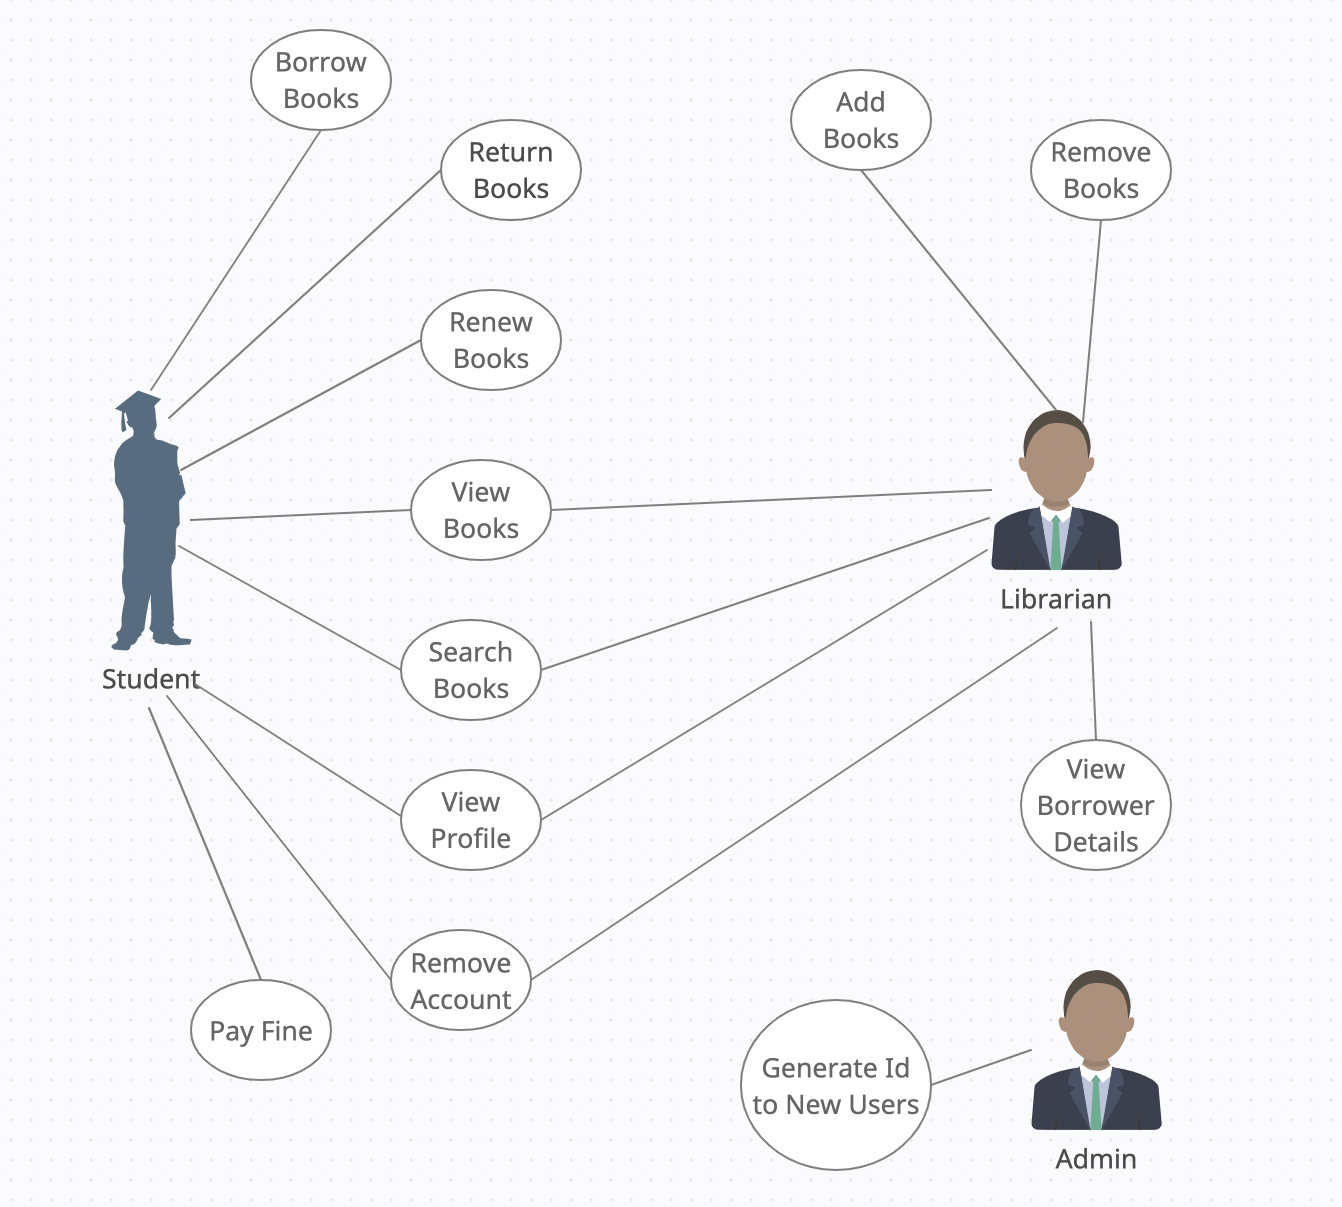 Borrow
Books
Return
Books
Add
Books
Remove
Books
Renew
Books
View
Books
Librarian
Search
Books
Student
View
Profile
View
Borrower
Details
Remove
Account
Pay Fine
Generate Id
to New Users
Admin